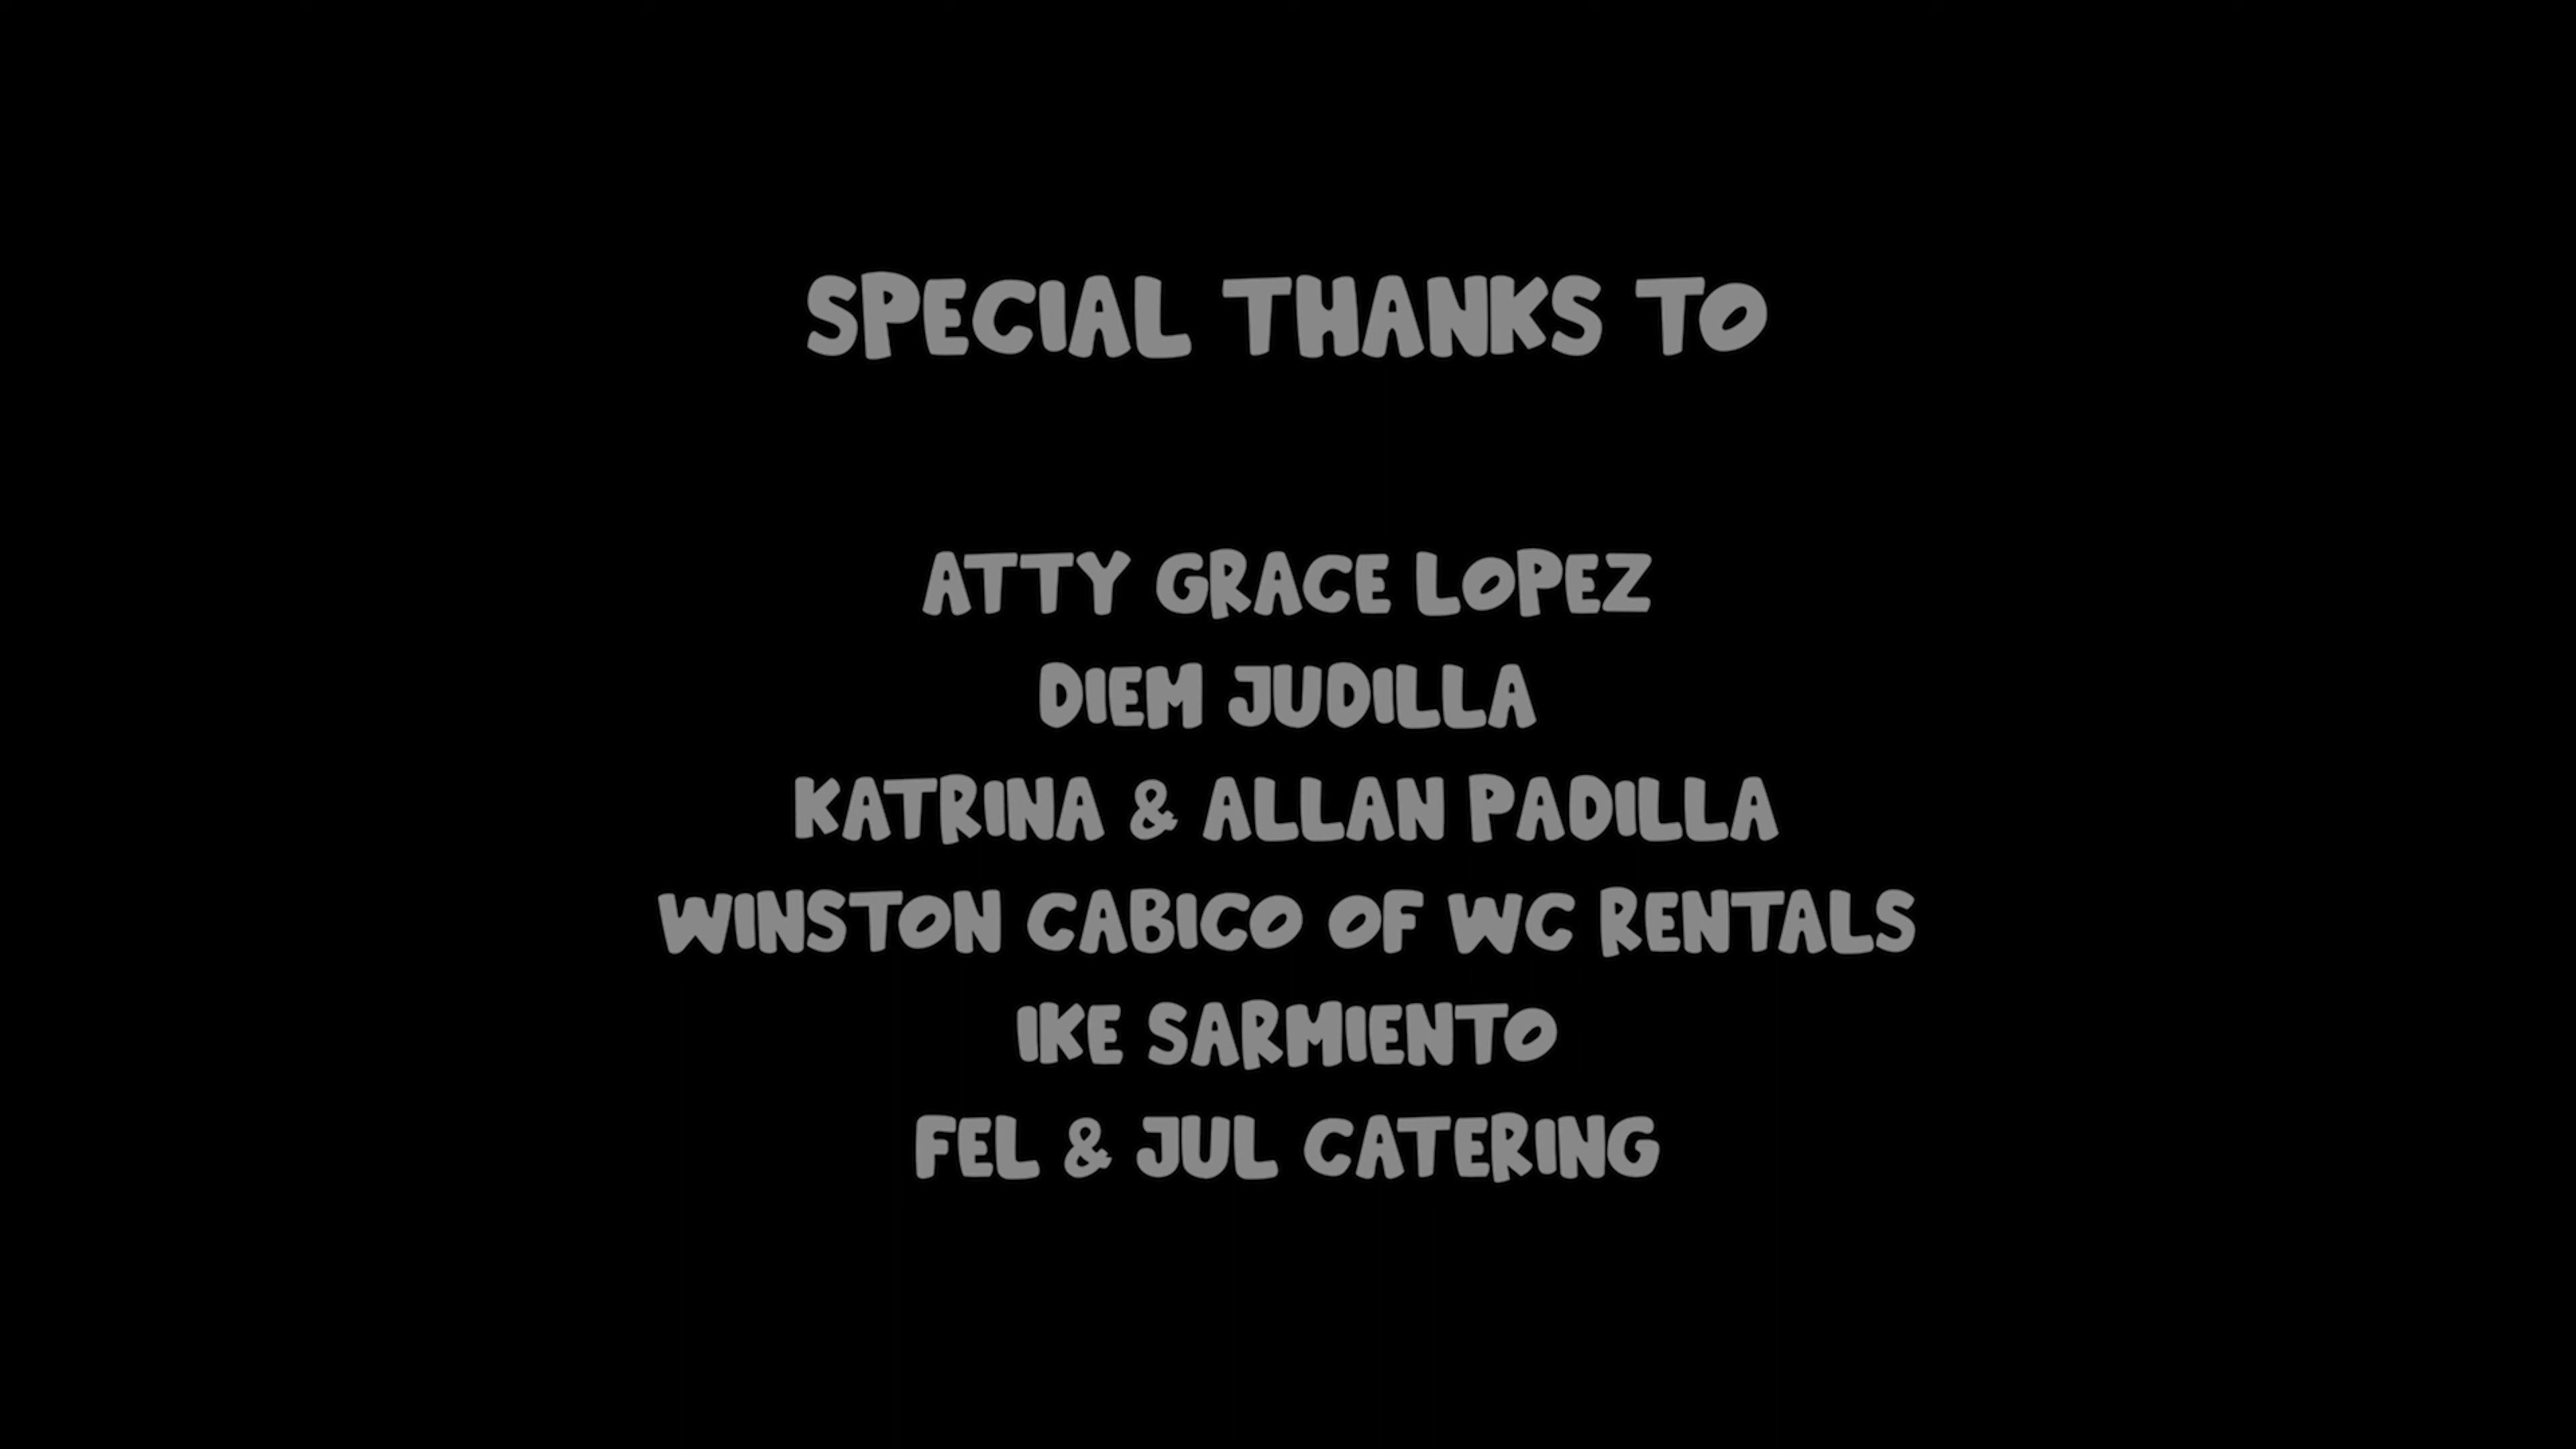 SPECIAL THANKS TO
ATTY GRACE LOPEZ
DIEM JUDILLA
KATRINA & ALLAN PADILLA
WINSTON CABICO OF WC RENTALS
IKE SARMIENTO
FEL & JUL CATERING